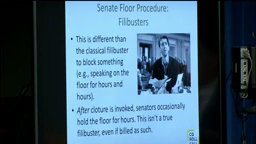 Senate Floor Procedure:
Filibusters
• This is different than
the classical filibuster
to block something
(e.g., speaking on the
floor for hours and
hours).
• After cloture is invoked, senators occasionally
hold the floor for hours. This isn't a true
filibuster, even if billed as such.
ROLL